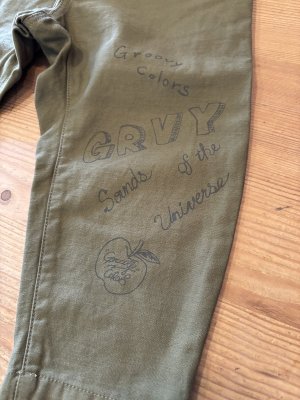 Groovy
Colors
GRVY
Sands of the
Universe